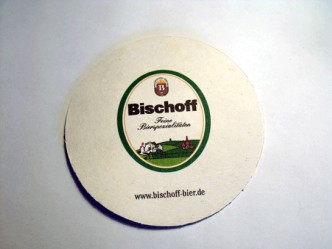 B
Bischoff
Feine
Bierspezialitäten
www.bischoff-bier.de